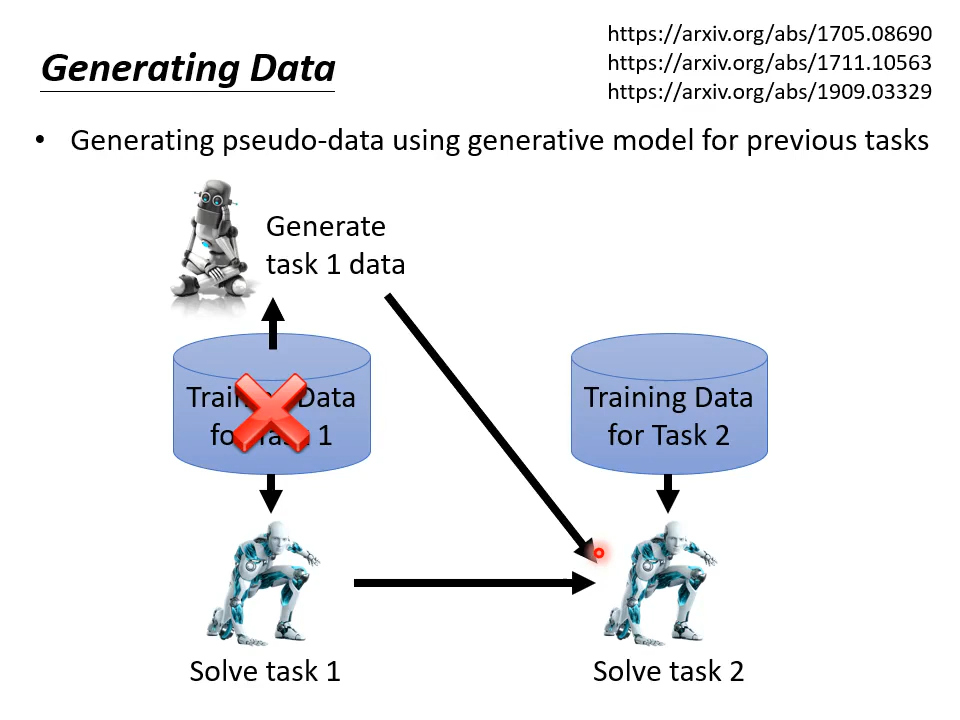 Generating Data
https://arxiv.org/abs/1705.08690
https://arxiv.org/abs/1711.10563
https://arxiv.org/abs/1909.03329
• Generating pseudo-data using generative model for previous tasks
Generate
task 1 data
Training Data
for Task 1
Training Data
for Task 2
Solve task 1
Solve task 2